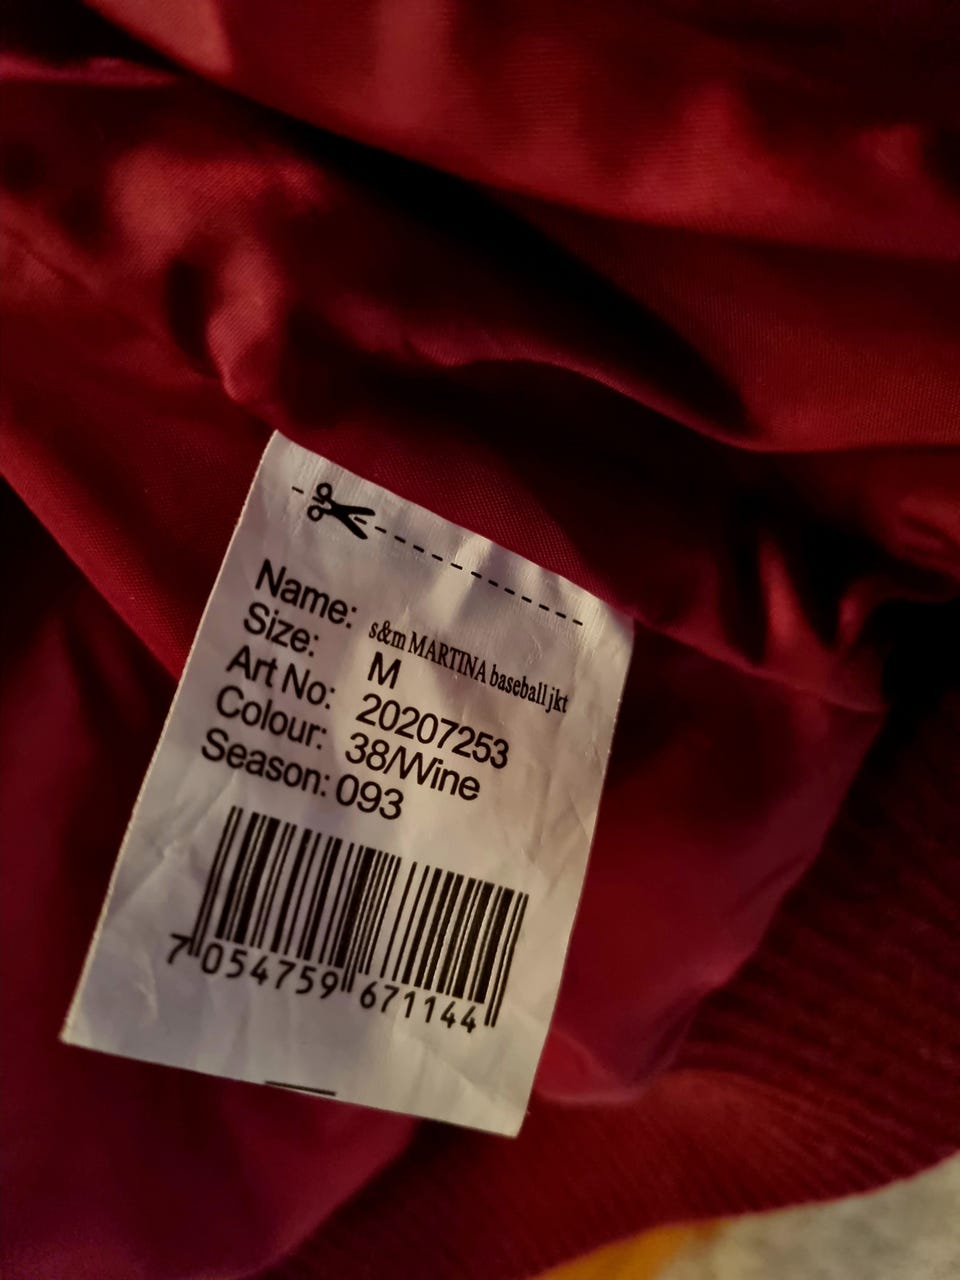 Name: s&m MARTINA baseball jkt
Size: M
Art No: 20207253
Colour: 38/Wine
Season: 093
7 054759 671144